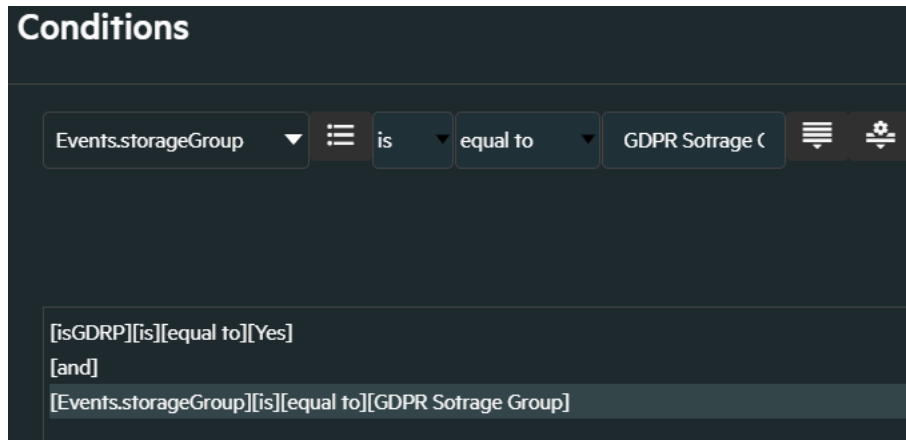 Conditions
Events.storageGroup is equal to GDPR Sotrage (
[isGDRP][is][equal to][Yes]
[and]
[Events.storageGroup][is][equal to][GDPR Sotrage Group]